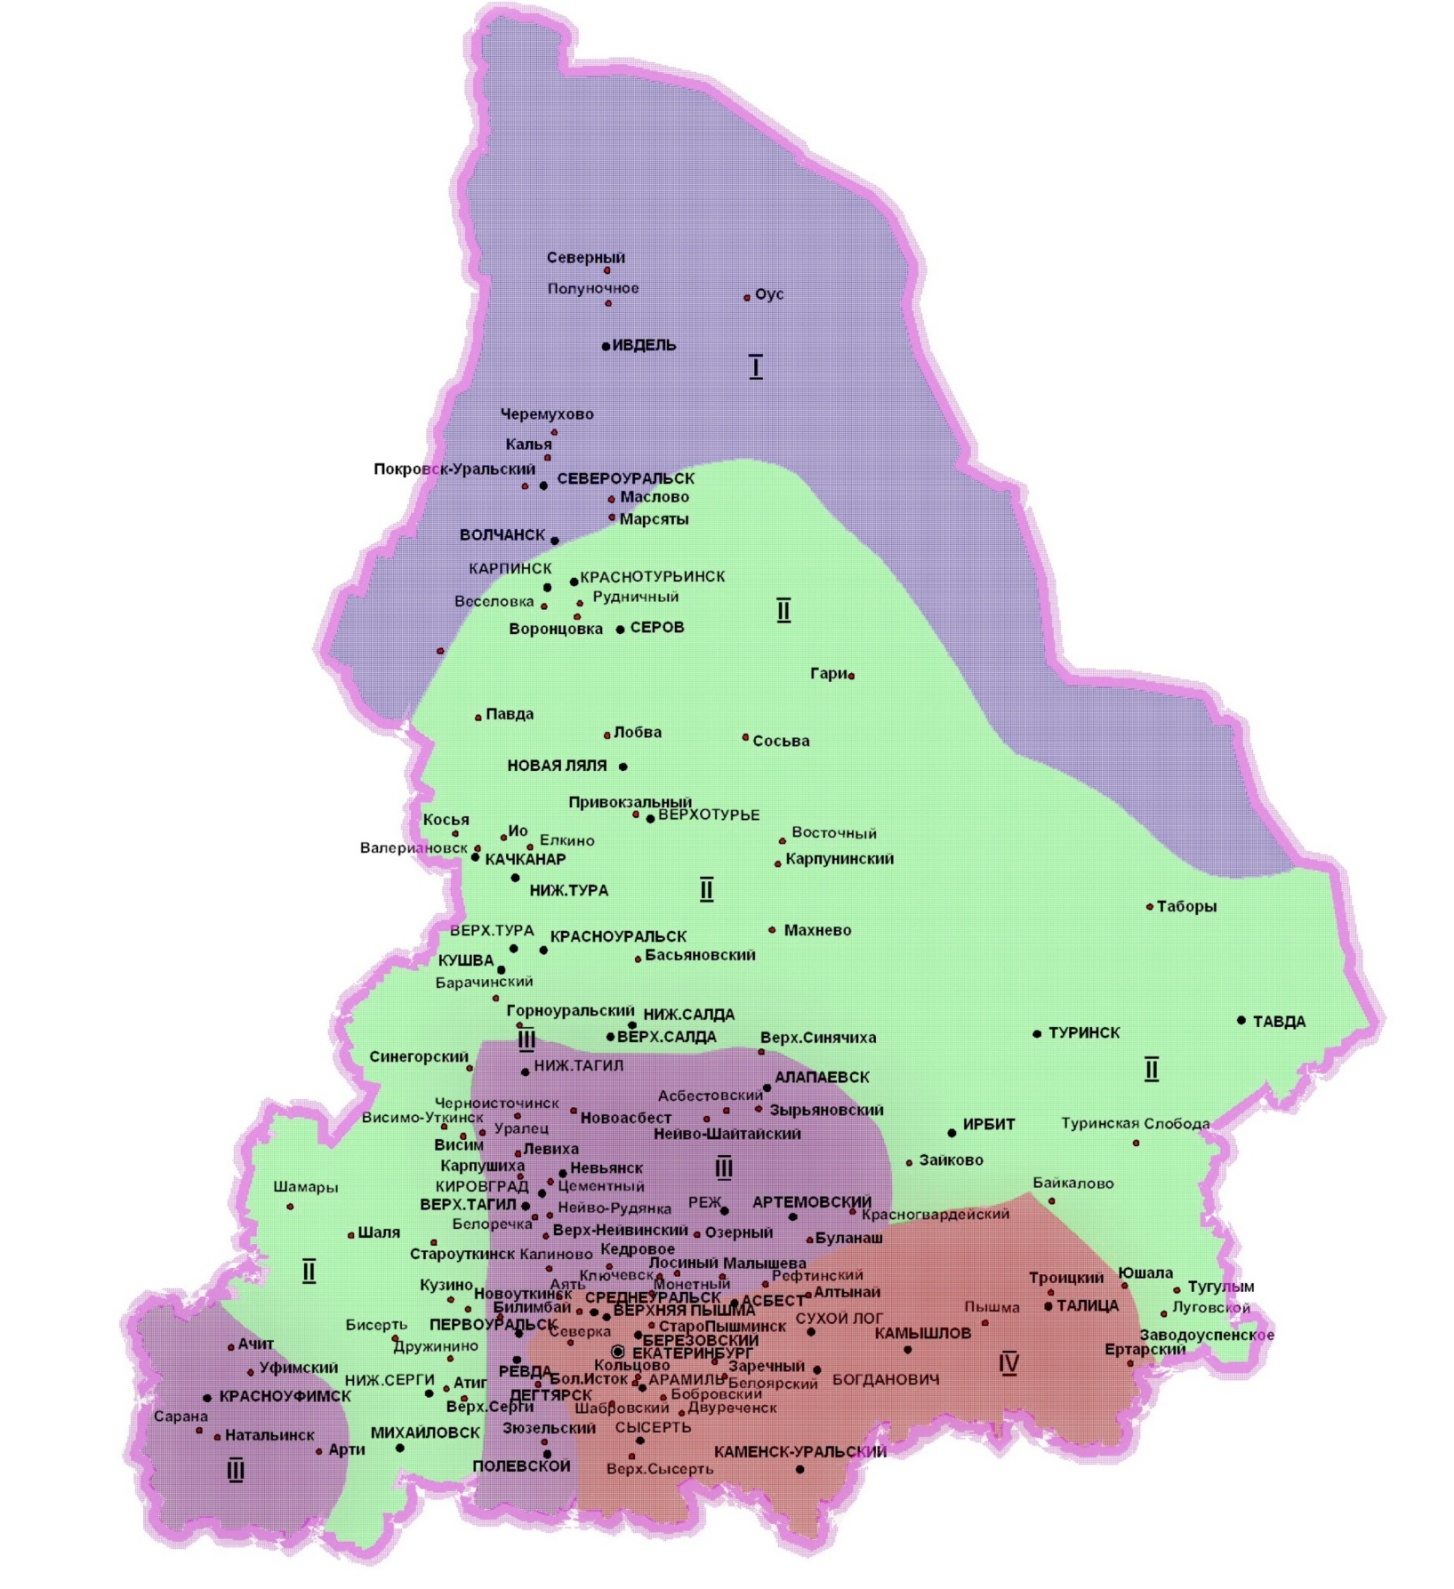 Северный
Полуночное
Оус
ИВДЕЛЬ
I
Черемухово
Калья
Покровск-Уральский
СЕВЕРОУРАЛЬСК
Маслово
Марсяты
ВОЛЧАНСК
КАРПИНСК
КРАСНОТУРЬИНСК
Веселовка
Рудничный
II
Воронцовка
СЕРОВ
Гари
Павда
Лобва
Сосьва
НОВАЯ ЛЯЛЯ
Привокзальный
ВЕРХОТУРЬЕ
Косья
Ио
Елкино
Восточный
Валериановск
КАЧКАНАР
Карпунинский
НИЖ.ТУРА
II
Таборы
ВЕРХ.ТУРА
КРАСНОУРАЛЬСК
Махнево
КУШВА
Басьяновский
Барачинский
Горноуральский
НИЖ.САЛДА
ТАВДА
III
ВЕРХ.САЛДА
Верх.Синячиха
ТУРИНСК
Синегорский
НИЖ.ТАГИЛ
II
АЛАПАЕВСК
Асбестовский
Черноисточинск
Зырьяновский
Висимо-Уткинск
Новоасбест
Уралец
Нейво-Шайтайский
ИРБИТ
Туринская Слобода
Висим
Левиха
Карпушиха
Невьянск
III
Зайково
КИРОВГРАД
Цементный
Шамары
Байкалово
ВЕРХ.ТАГИЛ
Нейво-Рудянка
РЕЖ
АРТЕМОВСКИЙ
Красногвардейский
Белоречка
Шаля
Верх-Нейвинский
Озерный
Буланаш
Староуткинск
Калиново
Кедровое
Лосиный
Малышева
II
Ключевск
Рефтинский
Троицкий
Юшала
Кузино
Аять
Монетный
Алтынай
Тугулым
Новоуткинск
СРЕДНЕУРАЛЬСК
АСБЕСТ
Билимбай
ВЕРХНЯЯ ПЫШМА
Пышма
ТАЛИЦА
Луговской
Бисерть
ПЕРВОУРАЛЬСК
СтароПышминск
СУХОЙ ЛОГ
Северка
БЕРЕЗОВСКИЙ
КАМЫШЛОВ
Заводоуспенское
Ачит
Дружинино
ЕКАТЕРИНБУРГ
Ертарский
Уфимский
РЕВДА
Кольцово
Заречный
IV
НИЖ.СЕРГИ
Атиг
Бол.Исток
АРАМИЛЬ
Белоярский
БОГДАНОВИЧ
КРАСНОУФИМСК
ДЕГТЯРСК
Бобровский
Верх.Серги
Шабровский
Двуреченск
Сарана
Натальинск
МИХАЙЛОВСК
Зюзельский
СЫСЕРТЬ
Арти
КАМЕНСК-УРАЛЬСКИЙ
III
ПОЛЕВСКОЙ
Верх.Сысерть